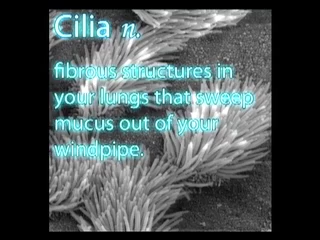 Cilia n.
fibrous structures in
your lungs that sweep
mucus out of your
windpipe.